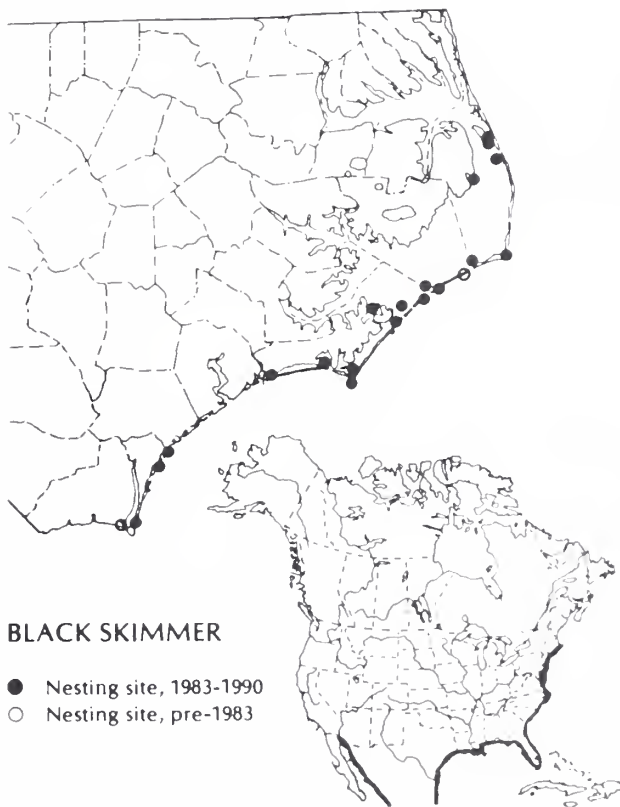 BLACK SKIMMER
● Nesting site, 1983-1990
○ Nesting site, pre-1983